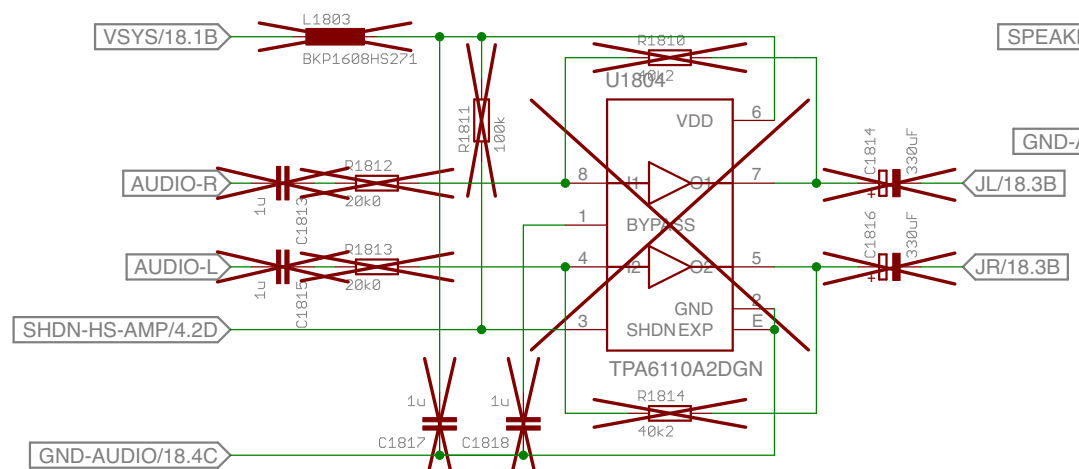 L1803
VSYS/18.1B
BKP1608HS271
R1810
40k2
SPEAK
U1804
R1811
100k
VDD
6
C1814
330uF
GND-A
AUDIO-R
1u
C1813
R1812
20k0
8
I1
O1
7
JL/18.3B
1
BYPASS
C1816
330uF
AUDIO-L
1u
C1815
R1813
20k0
4
I2
O2
5
JR/18.3B
GND
2
SHDN-HS-AMP/4.2D
3
SHDN
EXP
E
TPA6110A2DGN
1u
C1817
1u
C1818
R1814
40k2
GND-AUDIO/18.4C
+
+